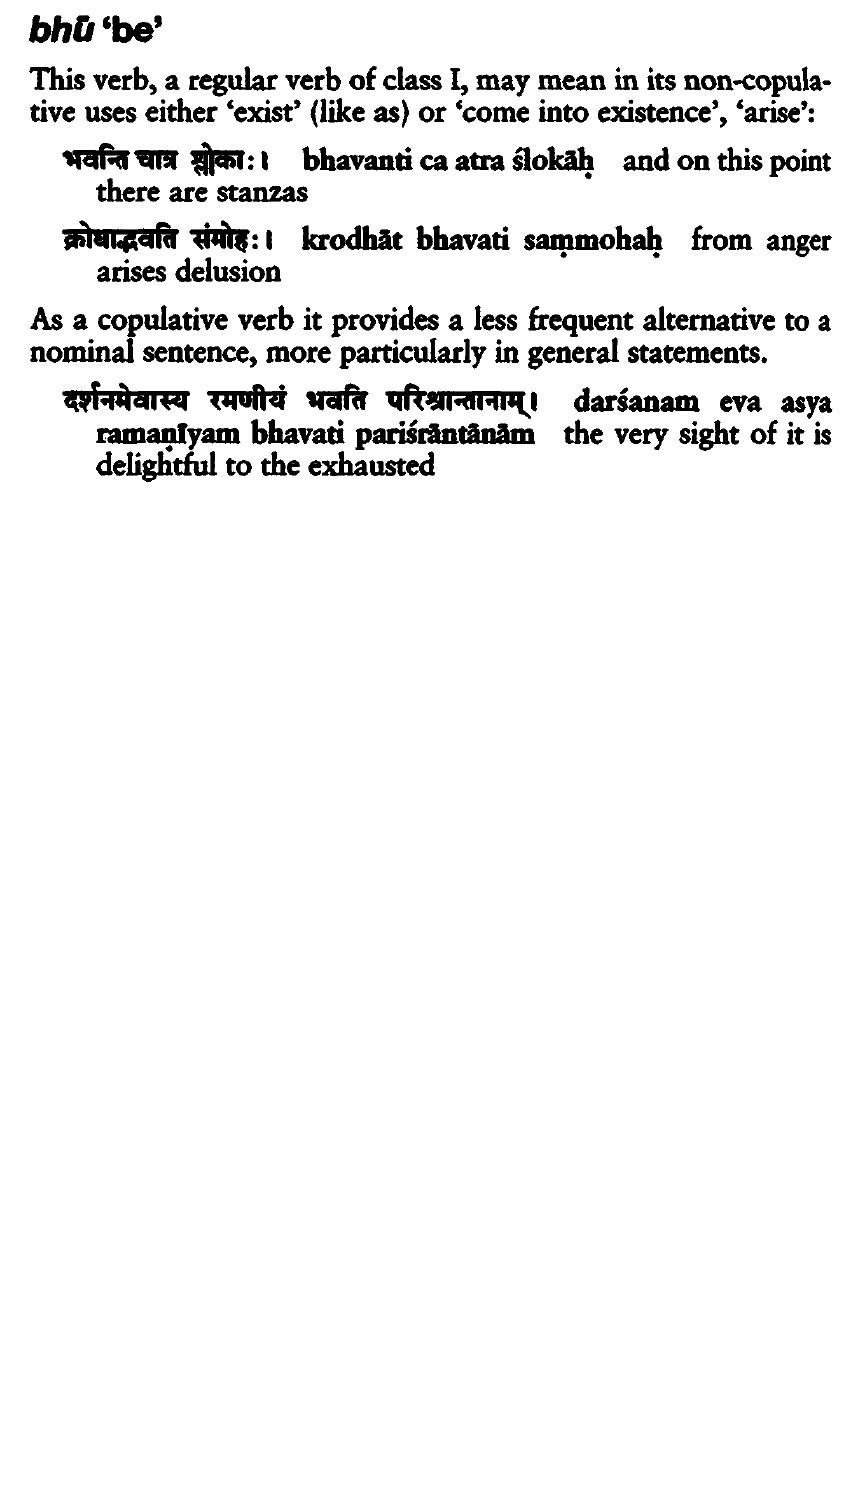 bhū ‘be’
This verb, a regular verb of class I, may mean in its non-copula-
tive uses either ‘exist’ (like as) or ‘come into existence’, ‘arise’:
भवन्ति चात्र श्लोकाः। bhavanti ca atra ślokāḥ and on this point
there are stanzas
क्रोधाद्भवति संमोहः। krodhāt bhavati saṃmohaḥ from anger
arises delusion
As a copulative verb it provides a less frequent alternative to a
nominal sentence, more particularly in general statements.
दर्शनमेवास्य रमणीयं भवति परिश्रान्तानाम्। darśanam eva asya
ramaṇīyam bhavati pariśrāntānām the very sight of it is
delightful to the exhausted